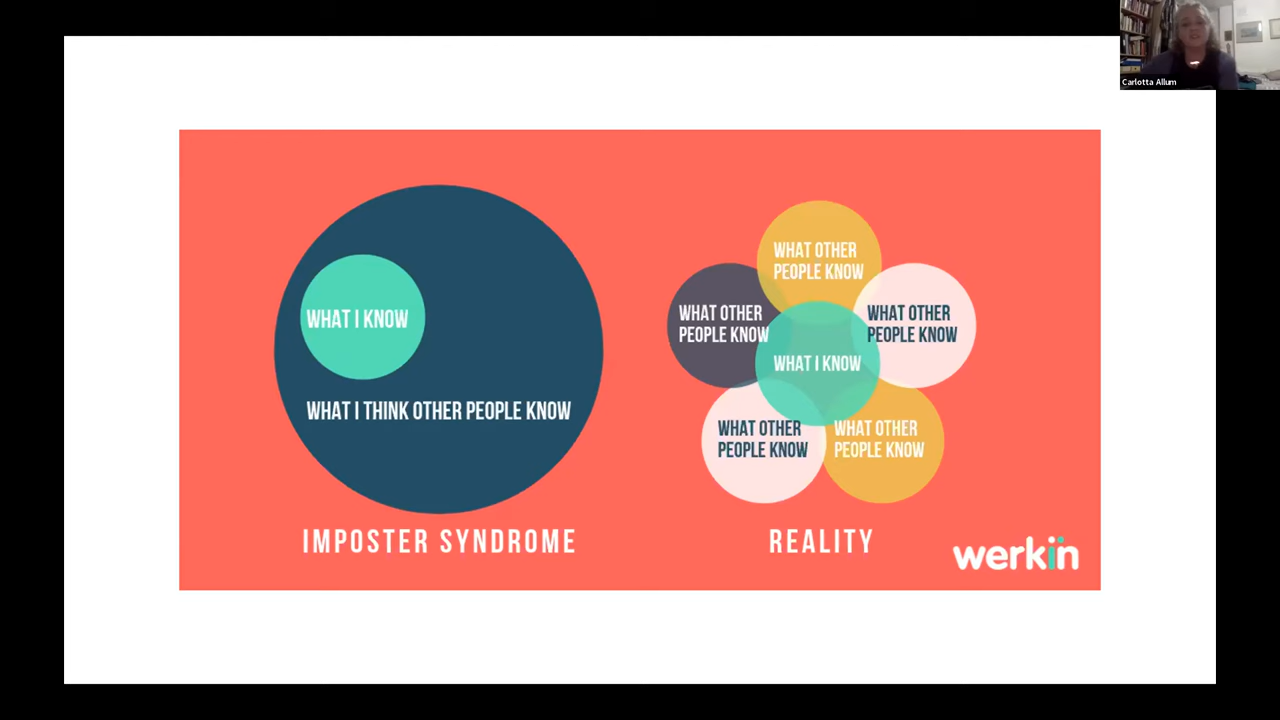 Carlotta Allum
WHAT I KNOW
WHAT I THINK OTHER PEOPLE KNOW
IMPOSTER SYNDROME
WHAT OTHER
PEOPLE KNOW
WHAT OTHER
PEOPLE KNOW
WHAT OTHER
PEOPLE KNOW
WHAT I KNOW
WHAT OTHER
PEOPLE KNOW
WHAT OTHER
PEOPLE KNOW
REALITY
werkin